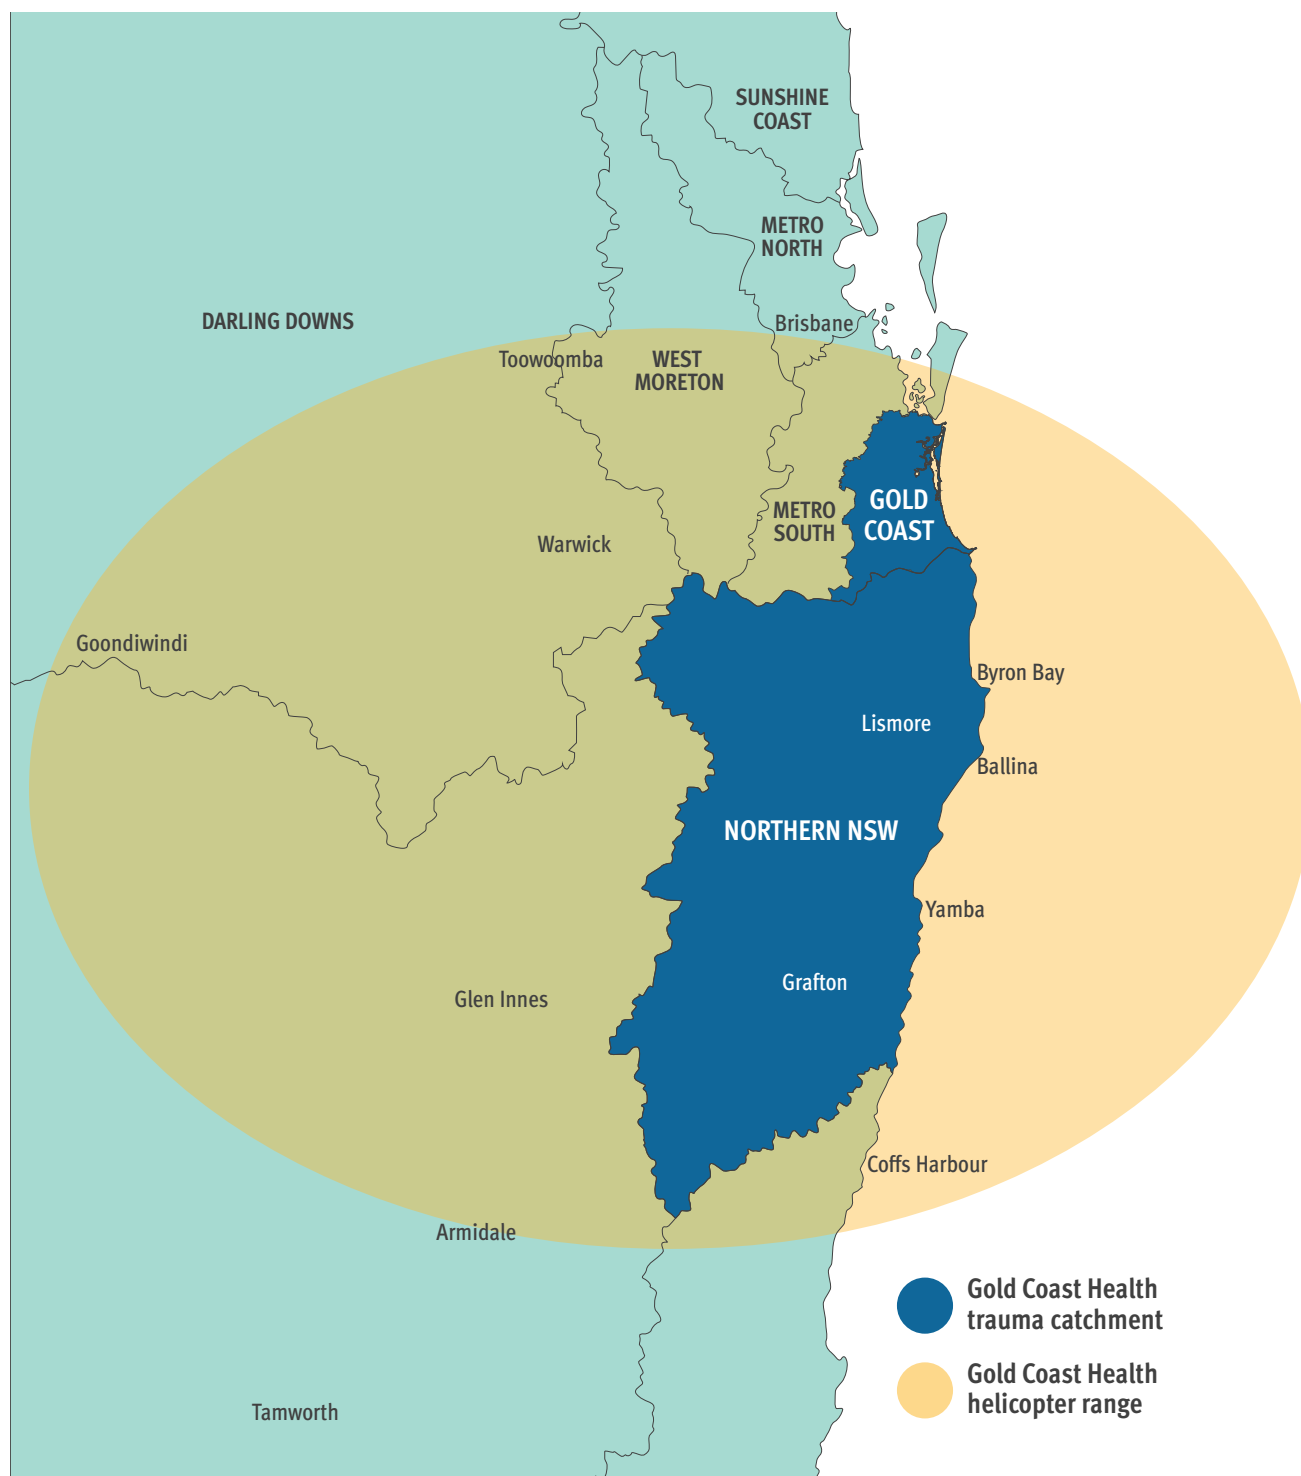 SUNSHINE
COAST
METRO
NORTH
DARLING DOWNS
Brisbane
Toowoomba
WEST
MORETON
GOLD
COAST
METRO
SOUTH
Warwick
Goondiwindi
Byron Bay
Lismore
Ballina
NORTHERN NSW
Yamba
Grafton
Glen Innes
Coffs Harbour
Armidale
Gold Coast Health
trauma catchment
Gold Coast Health
helicopter range
Tamworth